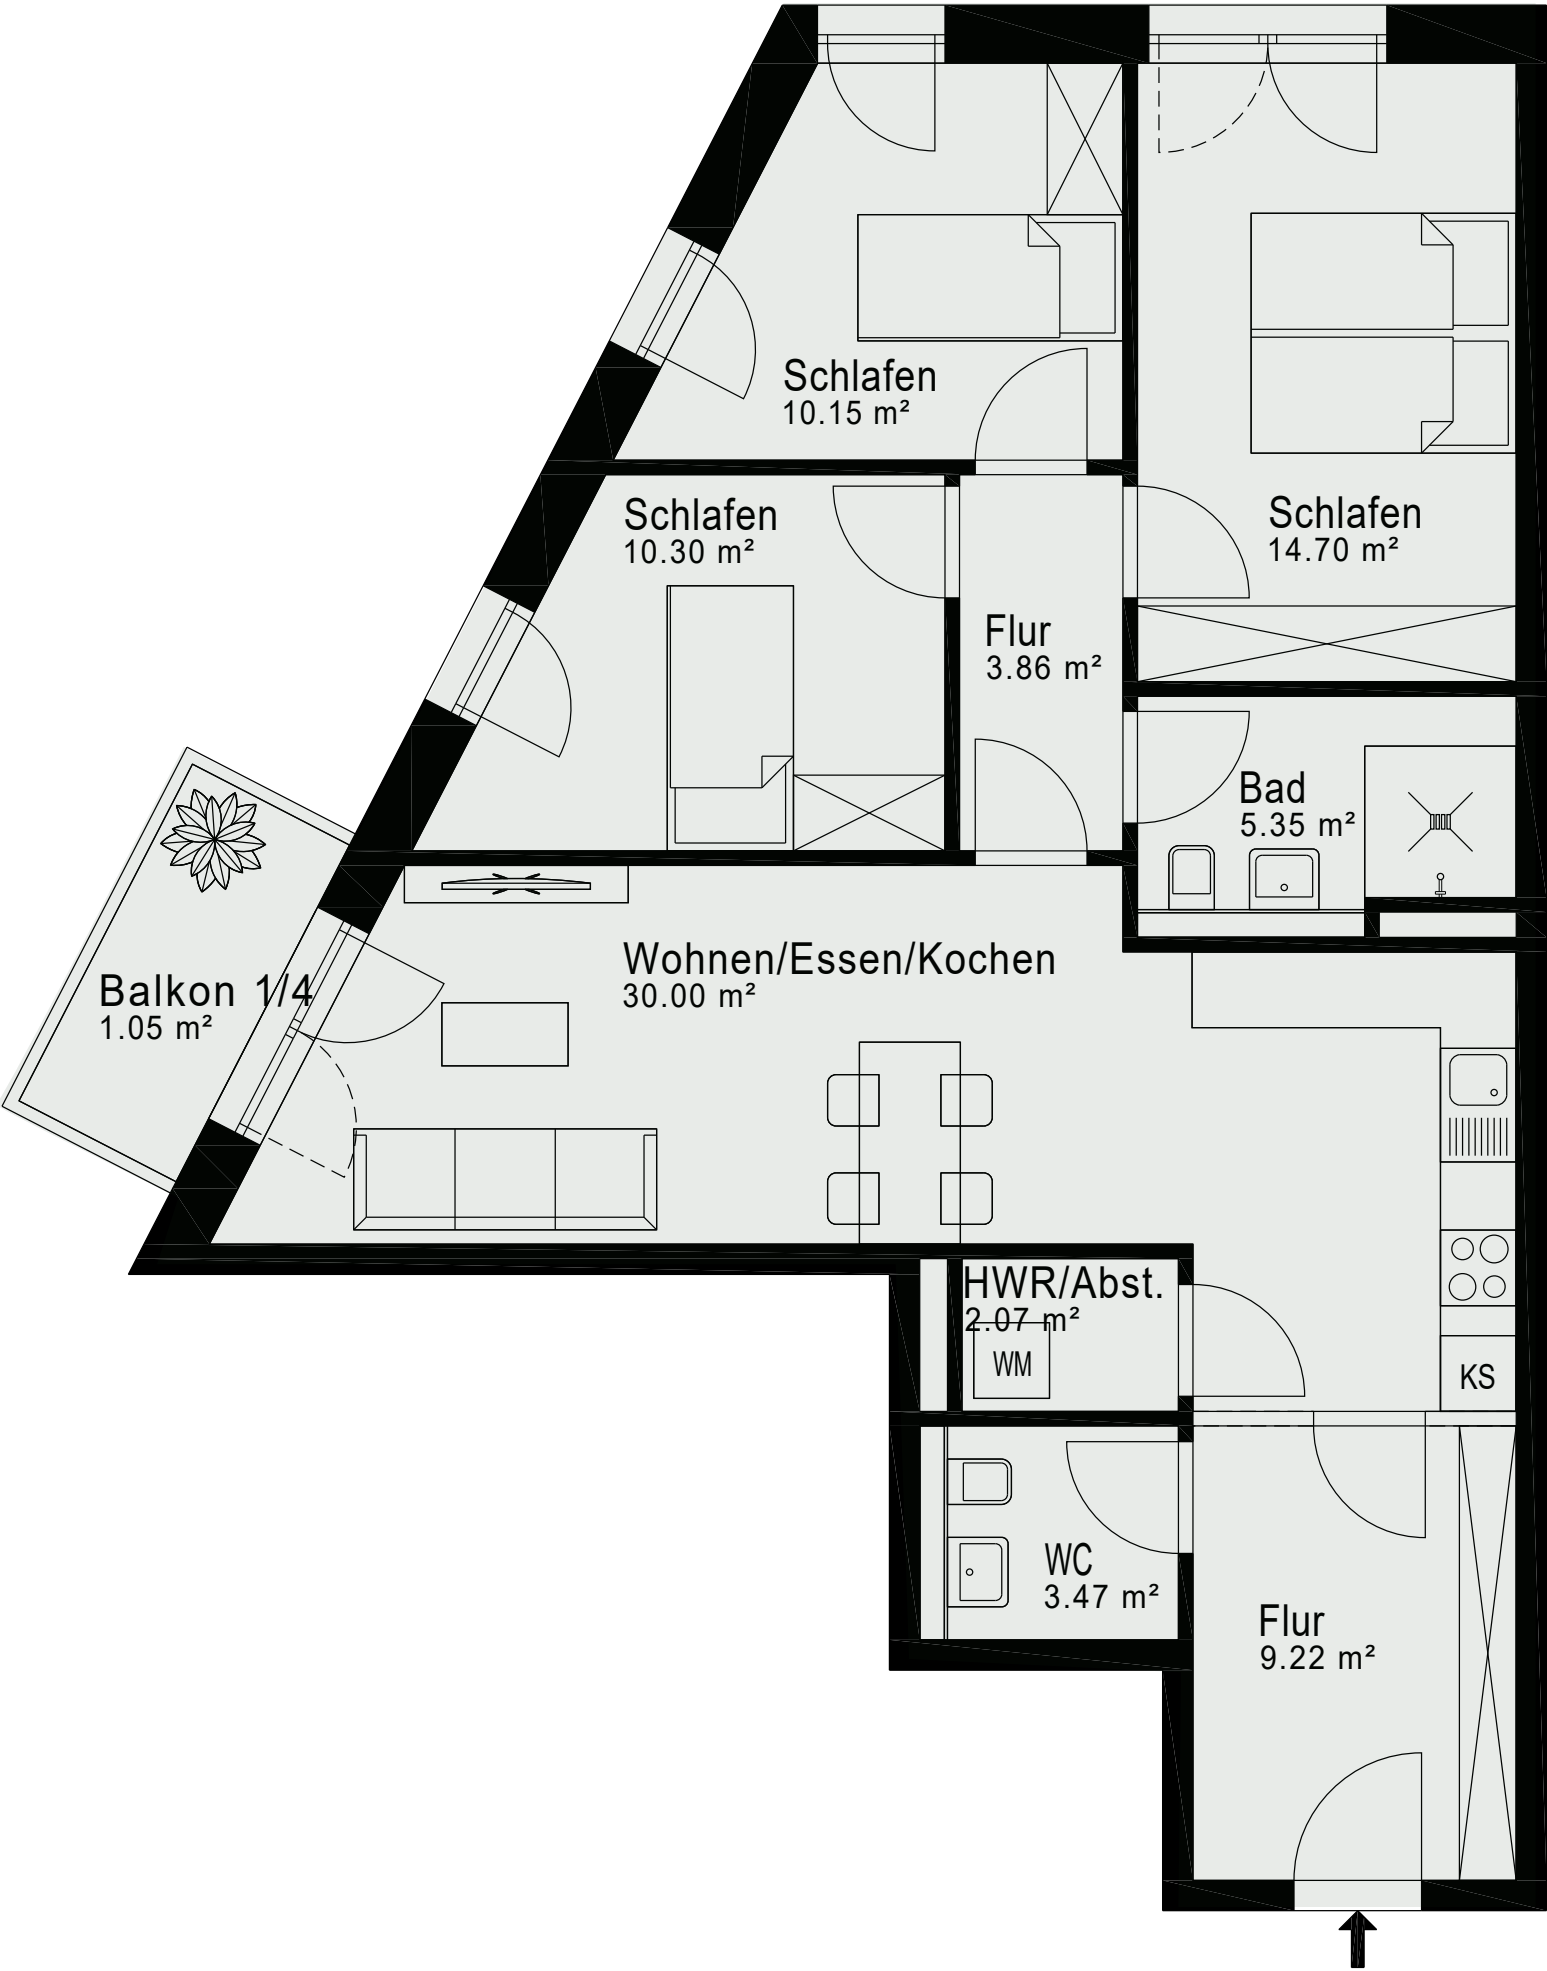 Schlafen
10.15 m²
Schlafen
10.30 m²
Schlafen
14.70 m²
Flur
3.86 m²
Bad
5.35 m²
Wohnen/Essen/Kochen
30.00 m²
Balkon 1/4
1.05 m²
HWR/Abst.
2.07 m²
WM
KS
WC
3.47 m²
Flur
9.22 m²